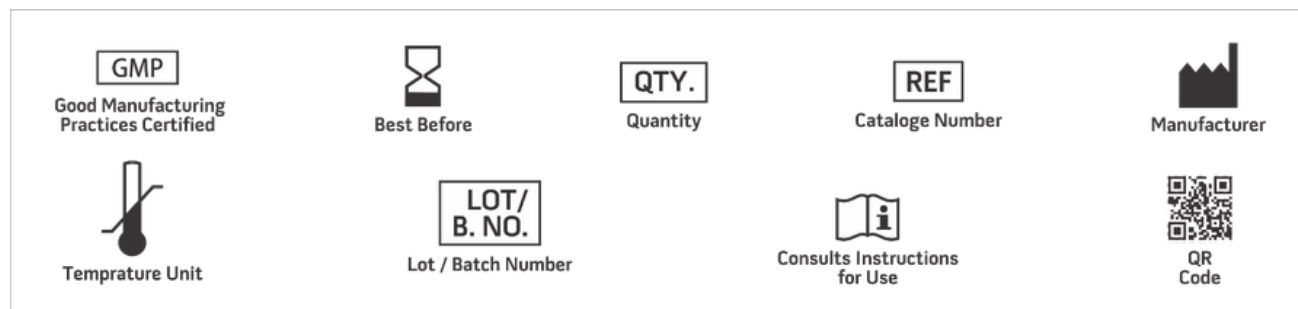 GMP
Good Manufacturing
Practices Certified
Best Before
QTY.
Quantity
REF
Cataloge Number
Manufacturer
Temprature Unit
LOT/
B. NO.
Lot / Batch Number
i
Consults Instructions
for Use
QR
Code